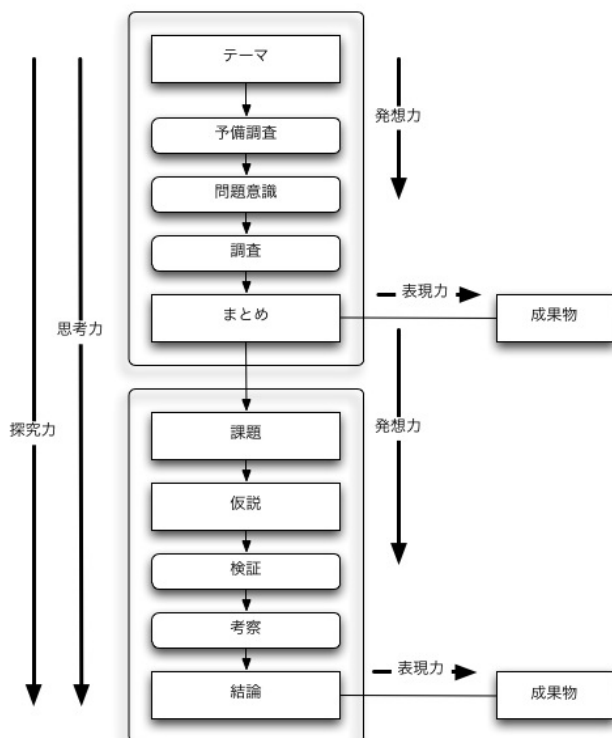 テーマ
発想力
予備調査
問題意識
調査
表現力
まとめ
成果物
思考力
探究力
課題
発想力
仮説
検証
考察
表現力
結論
成果物